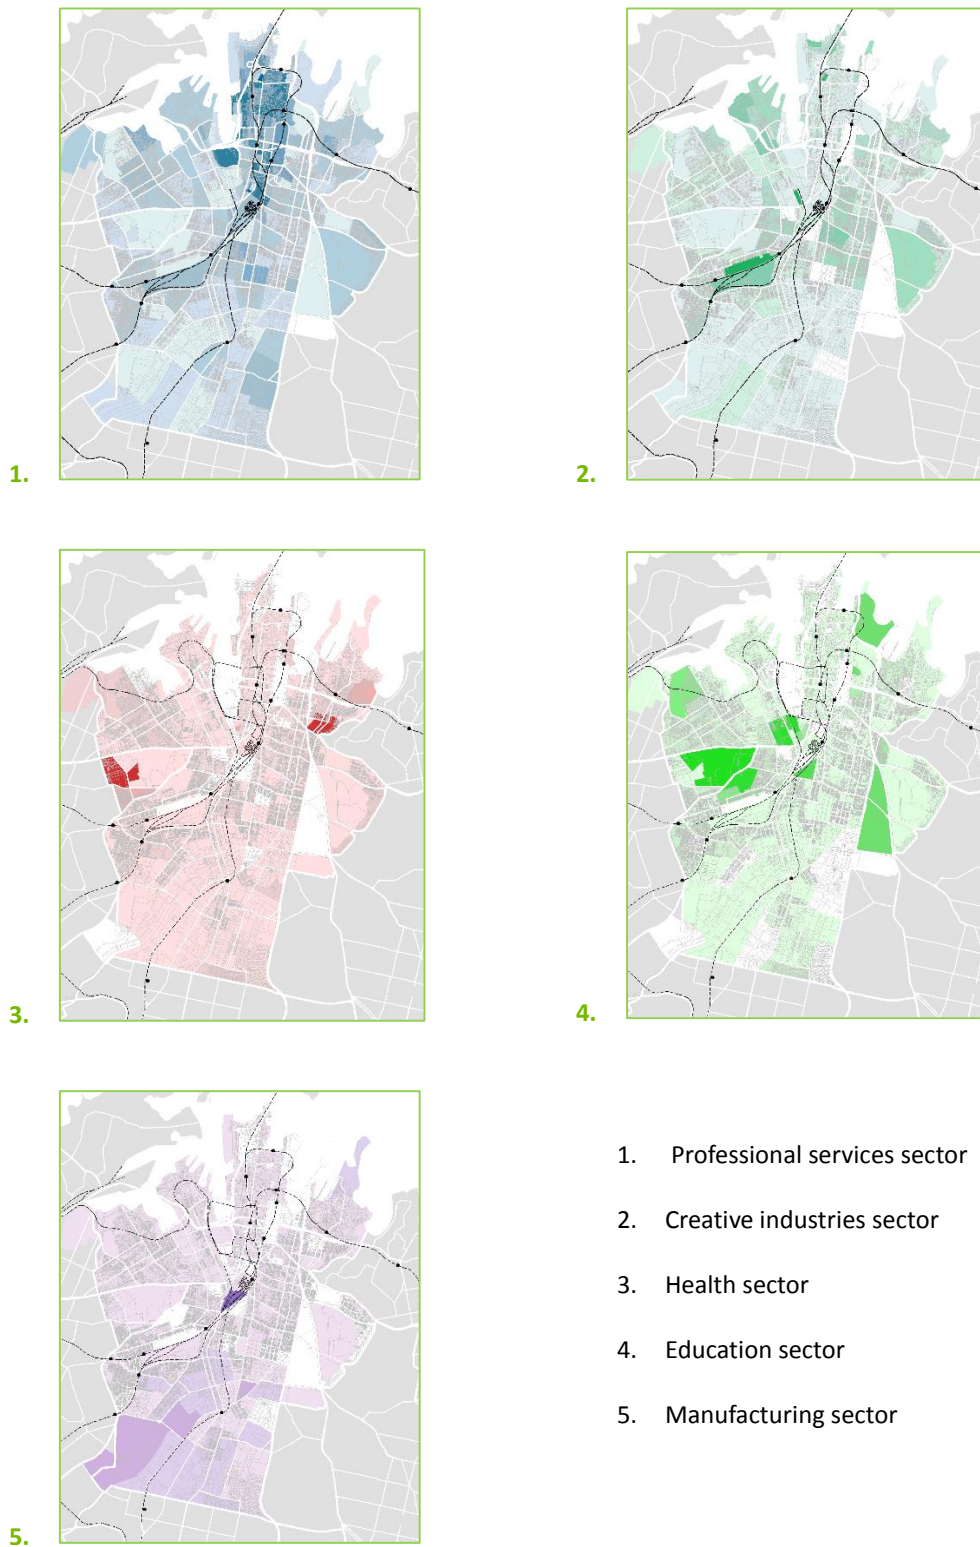 1.
2.
3.
4.
5.
1. Professional services sector
2. Creative industries sector
3. Health sector
4. Education sector
5. Manufacturing sector